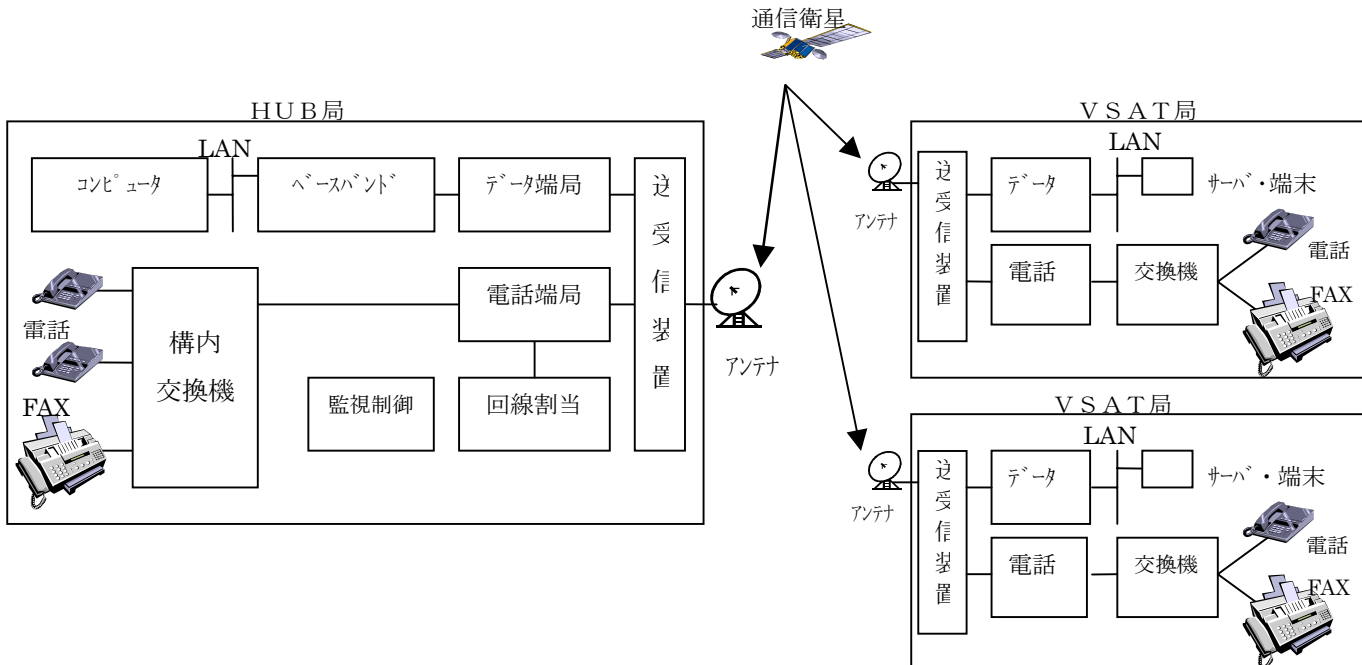 通信衛星
HUB局
LAN
コンピュータ
ベースバンド
データ端局
送受信装置
電話
FAX
構内
交換機
電話端局
監視制御
回線割当
アンテナ
VSAT局
LAN
アンテナ
送受信装置
データ
サーバ・端末
電話
交換機
電話
FAX
VSAT局
LAN
アンテナ
送受信装置
データ
サーバ・端末
電話
交換機
電話
FAX